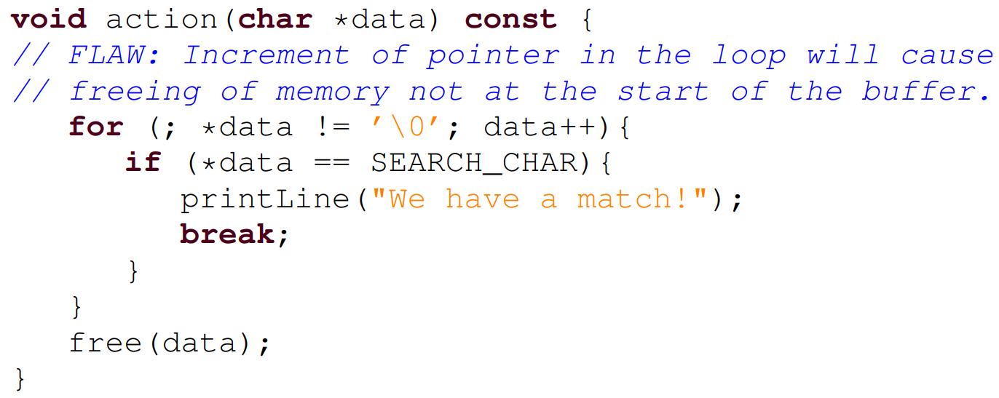 void action(char *data) const {
// FLAW: Increment of pointer in the loop will cause
// freeing of memory not at the start of the buffer.
for (; *data != '\0'; data++){
if (*data == SEARCH_CHAR){
printLine("We have a match!");
break;
}
}
free(data);
}